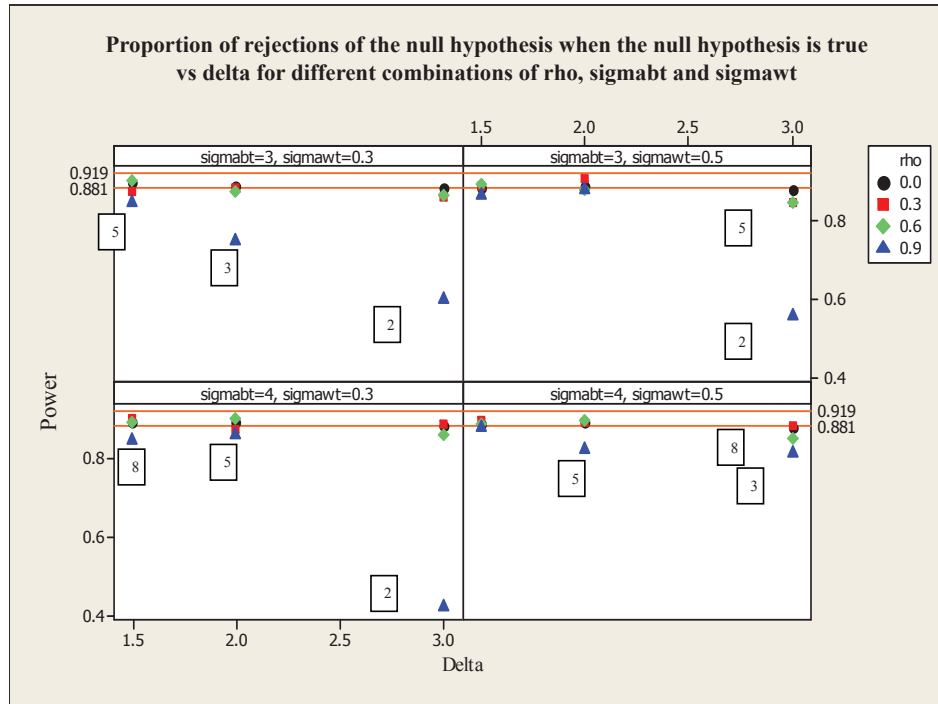 Proportion of rejections of the null hypothesis when the null hypothesis is true
vs delta for different combinations of rho, sigmabt and sigmawt
1.5 2.0 2.5 3.0
sigmabt=3, sigmawt=0.3 sigmabt=3, sigmawt=0.5
0.919
0.881
rho
0.0
0.3
0.6
0.9
5
3
2
5
2
0.8
0.6
0.4
Power
sigmabt=4, sigmawt=0.3 sigmabt=4, sigmawt=0.5
0.919
0.881
0.8
0.6
0.4
8
5
2
5
8
3
1.5 2.0 2.5 3.0
Delta